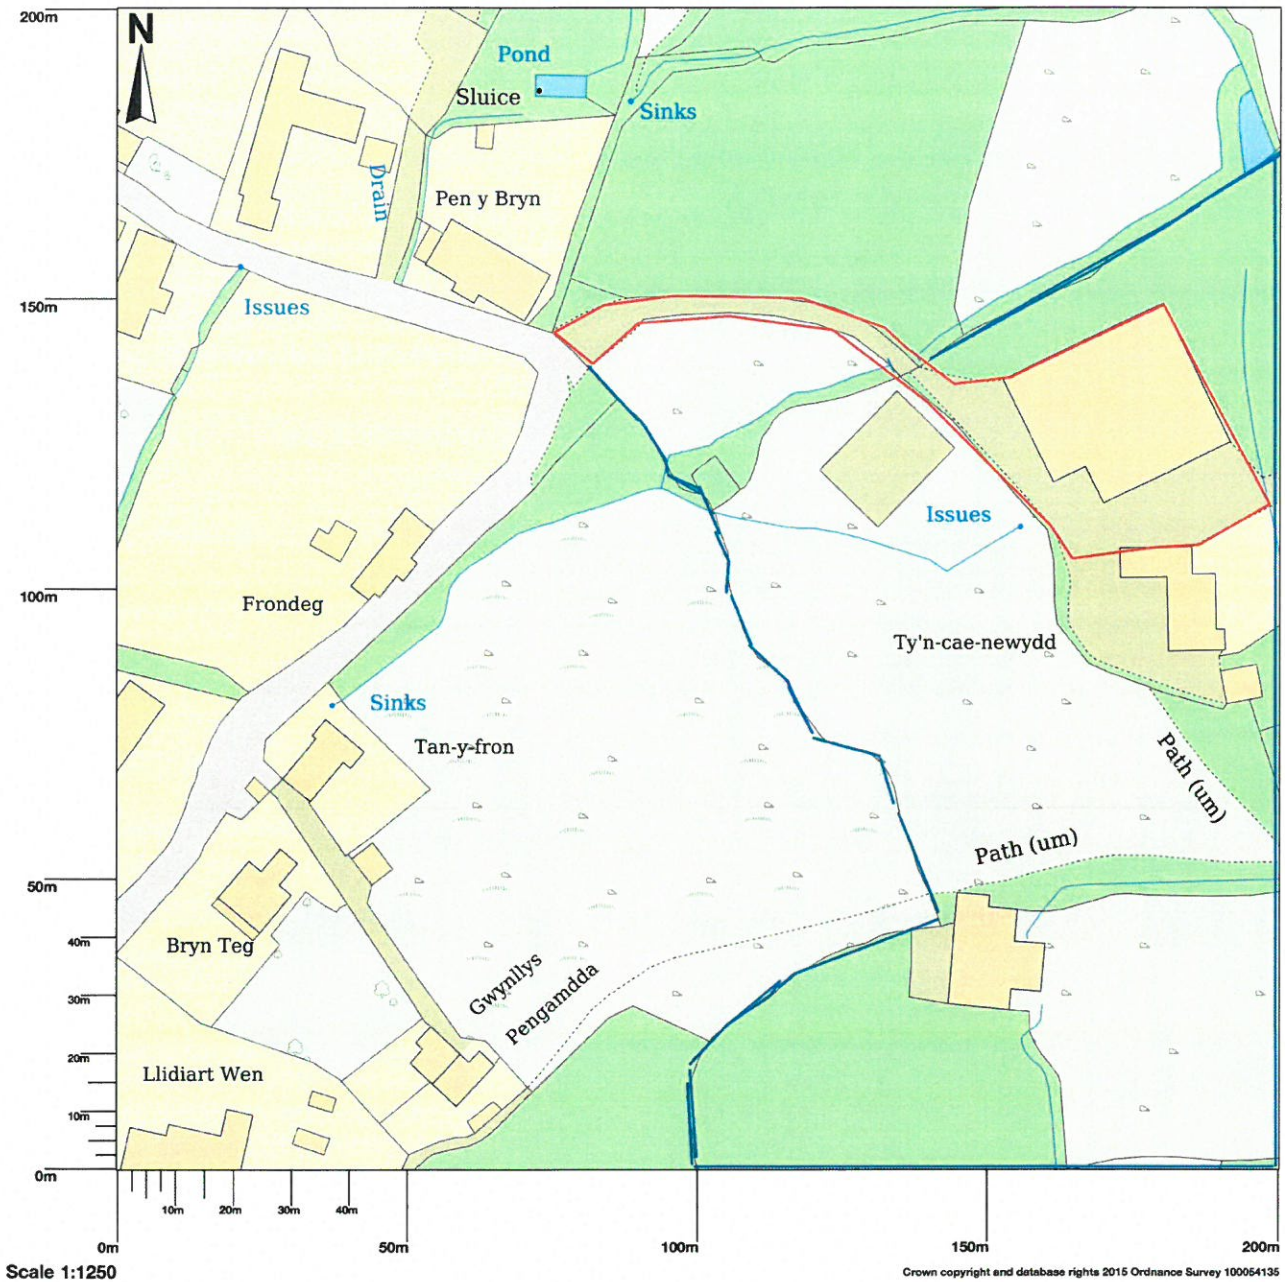 200m
N
Pond
Sluice
Sinks
Drain
Pen y Bryn
150m
Issues
Issues
100m
Frondeg
Ty'n-cae-newydd
Sinks
Tan-y-fron
Path (um)
Path (um)
50m
40m
Bryn Teg
Gwynllys
Pengamdda
30m
20m
Llidiart Wen
10m
0m
10m
20m
30m
40m
0m
50m
100m
150m
200m
Scale 1:1250
Crown copyright and database rights 2015 Ordnance Survey 100054135